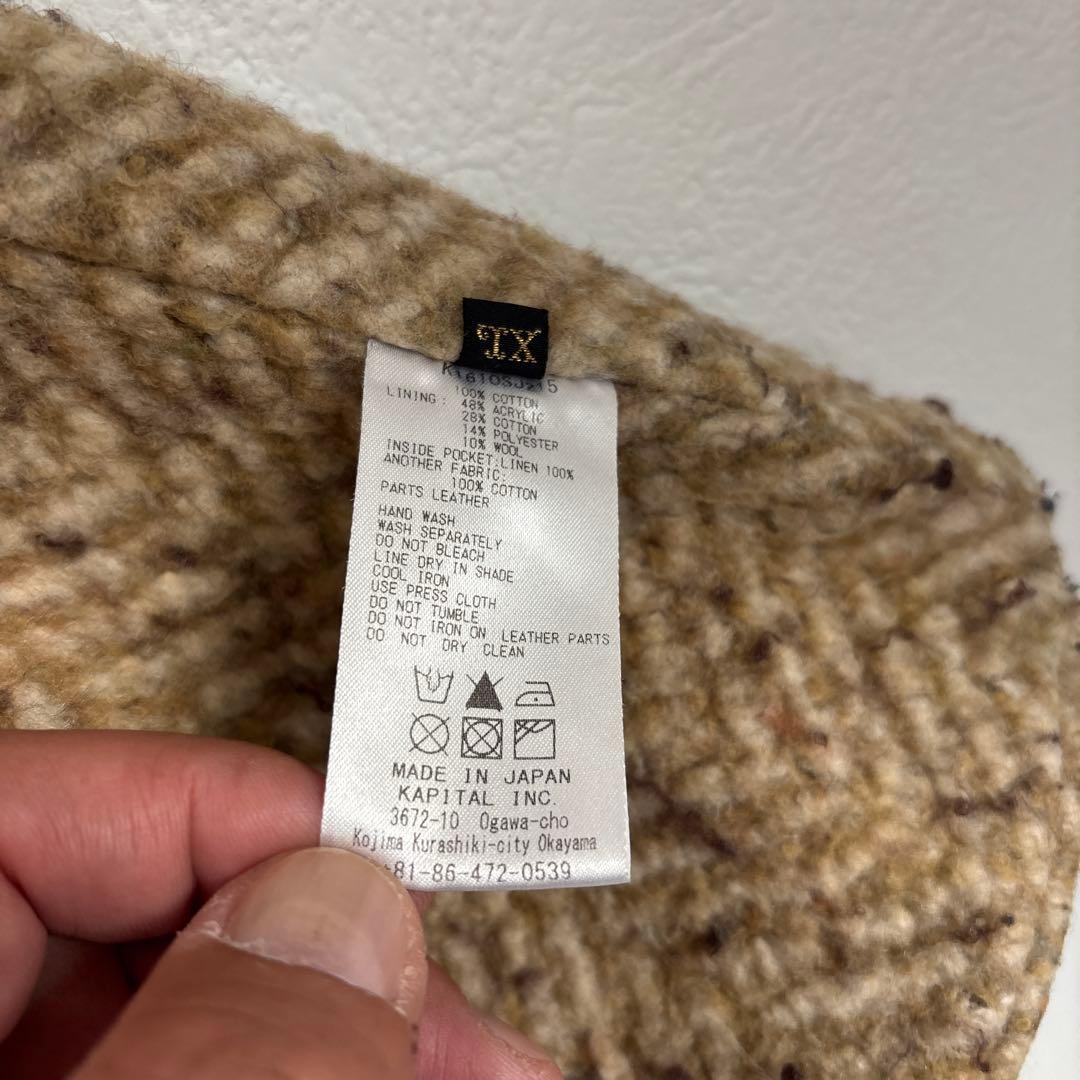 XL
K1610SJ215
100% COTTON
LINING : 48% ACRYLIC
28% COTTON
14% POLYESTER
10% WOOL
INSIDE POCKET:LINEN 100%
ANOTHER FABRIC:
100% COTTON
PARTS LEATHER
HAND WASH
WASH SEPARATELY
DO NOT BLEACH
LINE DRY IN SHADE
COOL IRON
USE PRESS CLOTH
DO NOT TUMBLE
DO NOT IRON ON LEATHER PARTS
DO NOT DRY CLEAN
MADE IN JAPAN
KAPITAL INC.
3672-10 Ogawa-cho
Kojima Kurashiki-city Okayama
+81-86-472-0539